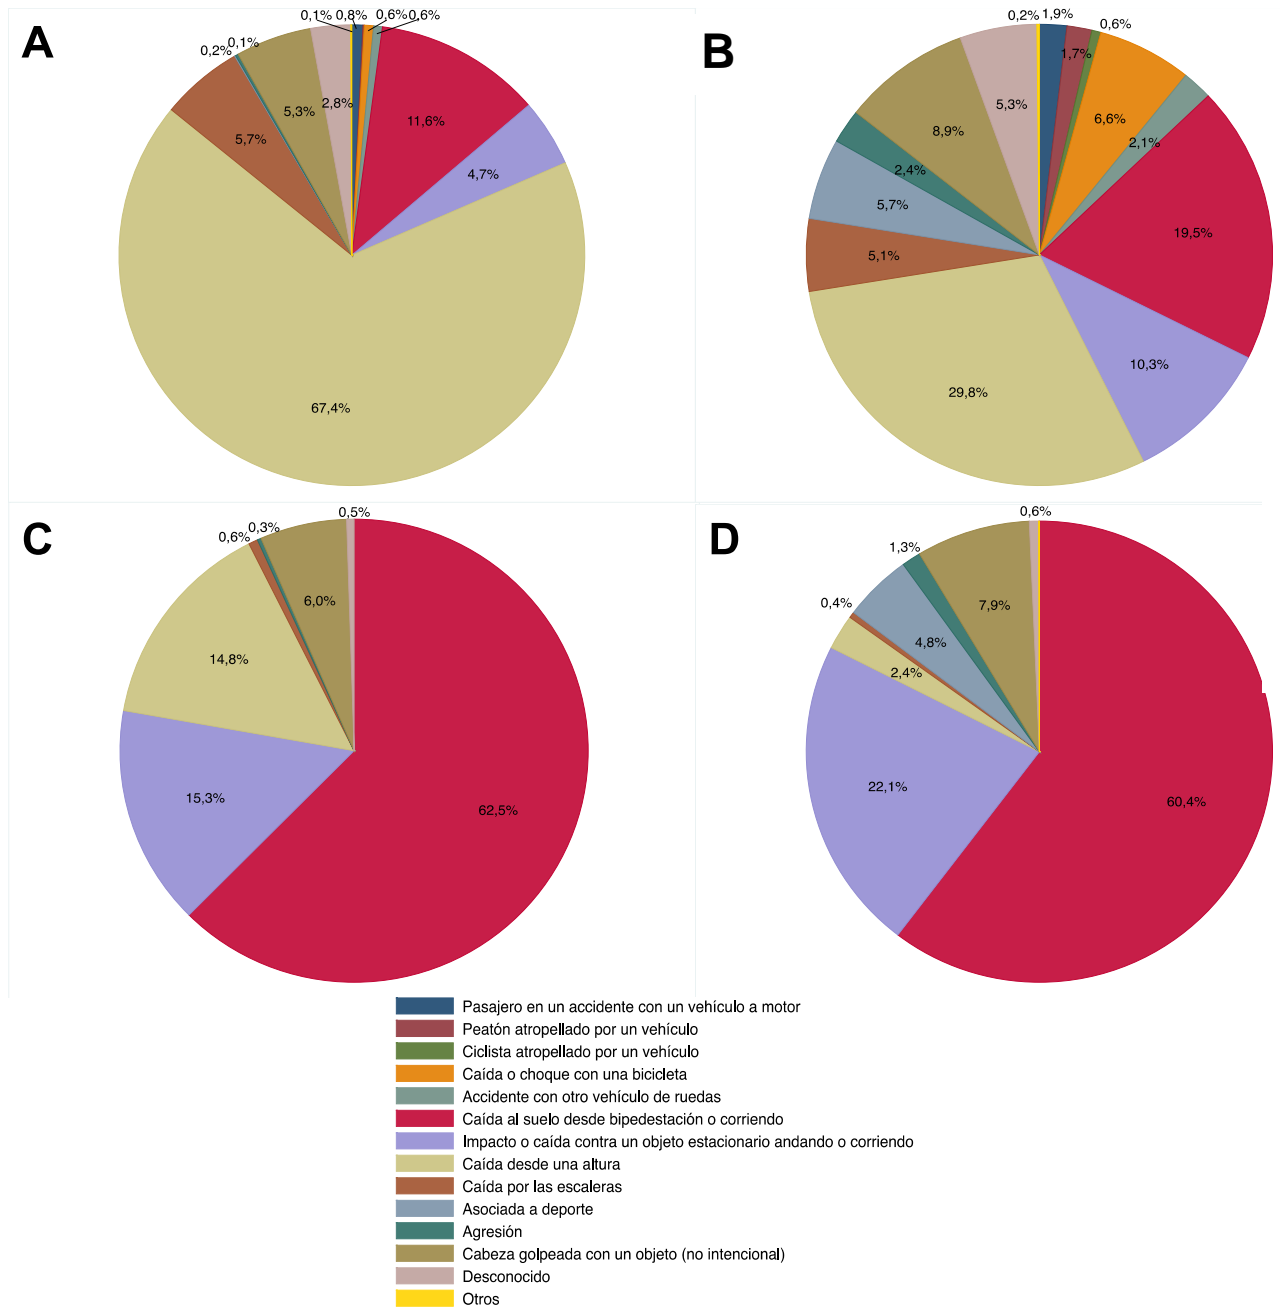 A
0,1% 0,8% 0,6% 0,6%
0,2% 0,1%
5,3%
2,8%
11,6%
5,7%
4,7%
67,4%
B
0,2% 1,9%
1,7%
0,6%
6,6%
2,1%
5,3%
8,9%
2,4%
5,7%
5,1%
19,5%
10,3%
29,8%
C
0,5%
0,6% 0,3%
6,0%
14,8%
15,3%
62,5%
D
0,6%
1,3%
7,9%
0,4%
4,8%
2,4%
22,1%
60,4%
Pasajero en un accidente con un vehículo a motor
Peatón atropellado por un vehículo
Ciclista atropellado por un vehículo
Caída o choque con una bicicleta
Accidente con otro vehículo de ruedas
Caída al suelo desde bipedestación o corriendo
Impacto o caída contra un objeto estacionario andando o corriendo
Caída desde una altura
Caída por las escaleras
Asociada a deporte
Agresión
Cabeza golpeada con un objeto (no intencional)
Desconocido
Otros